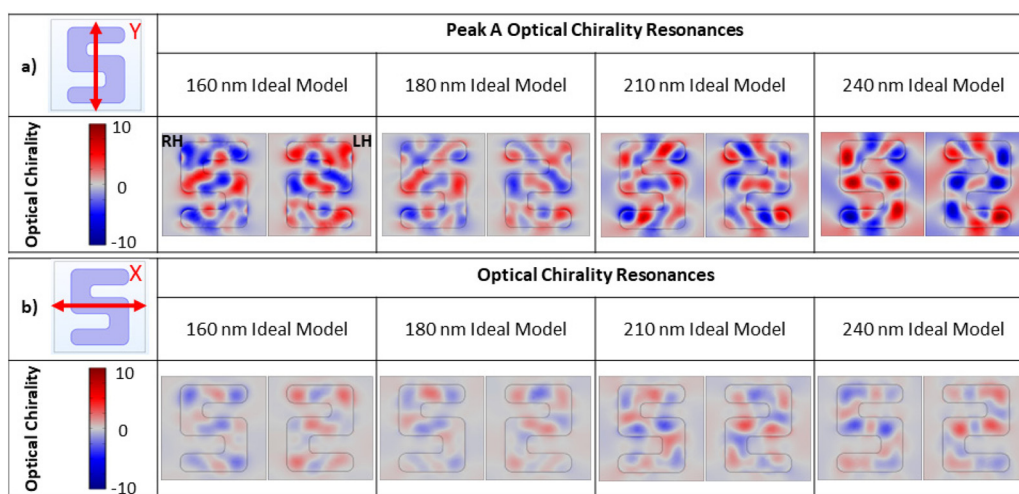 a)
Y
Peak A Optical Chirality Resonances
160 nm Ideal Model
180 nm Ideal Model
210 nm Ideal Model
240 nm Ideal Model
Optical Chirality
10
0
-10
RH
LH
b)
X
Optical Chirality Resonances
160 nm Ideal Model
180 nm Ideal Model
210 nm Ideal Model
240 nm Ideal Model
Optical Chirality
10
0
-10